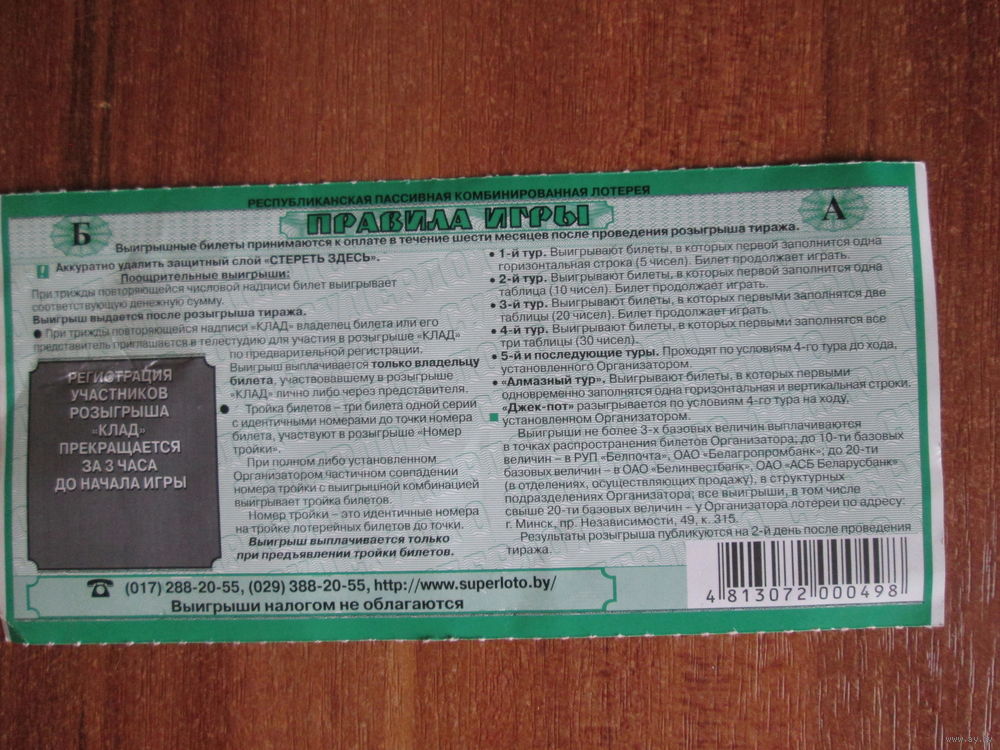 РЕСПУБЛИКАНСКАЯ ПАССИВНАЯ КОМБИНИРОВАННАЯ ЛОТЕРЕЯ
Б
ПРАВИЛА ИГРЫ
А
Выигрышные билеты принимаются к оплате в течение шести месяцев после проведения розыгрыша тиража.
! Аккуратно удалить защитный слой «СТЕРЕТЬ ЗДЕСЬ».
Поощрительные выигрыши:
При трижды повторяющейся числовой надписи билет выигрывает
соответствующую денежную сумму.
Выигрыш выдается после розыгрыша тиража.
● При трижды повторяющейся надписи «КЛАД» владелец билета или его
представитель приглашается в телестудию для участия в розыгрыше «КЛАД»
по предварительной регистрации.
Выигрыш выплачивается только владельцу
билета, участвовавшему в розыгрыше
«КЛАД» лично либо через представителя.
● Тройка билетов – три билета одной серии
с идентичными номерами до точки номера
билета, участвуют в розыгрыше «Номер
тройки».
При полном либо установленном
Организатором частичном совпадении
номера тройки с выигрышной комбинацией
выигрывает тройка билетов.
Номер тройки – это идентичные номера
на тройке лотерейных билетов до точки.
Выигрыш выплачивается только
при предъявлении тройки билетов.
РЕГИСТРАЦИЯ
УЧАСТНИКОВ
РОЗЫГРЫША
«КЛАД»
ПРЕКРАЩАЕТСЯ
ЗА 3 ЧАСА
ДО НАЧАЛА ИГРЫ
● 1-й тур. Выигрывают билеты, в которых первой заполнится одна
горизонтальная строка (5 чисел). Билет продолжает играть.
● 2-й тур. Выигрывают билеты, в которых первой заполнится одна
таблица (10 чисел). Билет продолжает играть.
● 3-й тур. Выигрывают билеты, в которых первыми заполнятся две
таблицы (20 чисел). Билет продолжает играть.
● 4-й тур. Выигрывают билеты, в которых первыми заполнятся все
три таблицы (30 чисел).
● 5-й и последующие туры. Проходят по условиям 4-го тура до хода,
установленного Организатором.
● «Алмазный тур». Выигрывают билеты, в которых первыми
одновременно заполнятся одна горизонтальная и вертикальная строки.
«Джек-пот» разыгрывается по условиям 4-го тура на ходу,
установленном Организатором.
Выигрыши не более 3-х базовых величин выплачиваются
в точках распространения билетов Организатора; до 10-ти базовых
величин – в РУП «Белпочта», ОАО «Белагропромбанк»; до 20-ти
базовых величин – в ОАО «Белинвестбанк», ОАО «АСБ Беларусбанк»
(в отделениях, осуществляющих продажу), в структурных
подразделениях Организатора; все выигрыши, в том числе
свыше 20-ти базовых величин – у Организатора лотереи по адресу:
г. Минск, пр. Независимости, 49, к. 315.
Результаты розыгрыша публикуются на 2-й день после проведения
тиража.
☎ (017) 288-20-55, (029) 388-20-55, http://www.superloto.by/
Выигрыши налогом не облагаются
4 813072 000498
www.ay.by